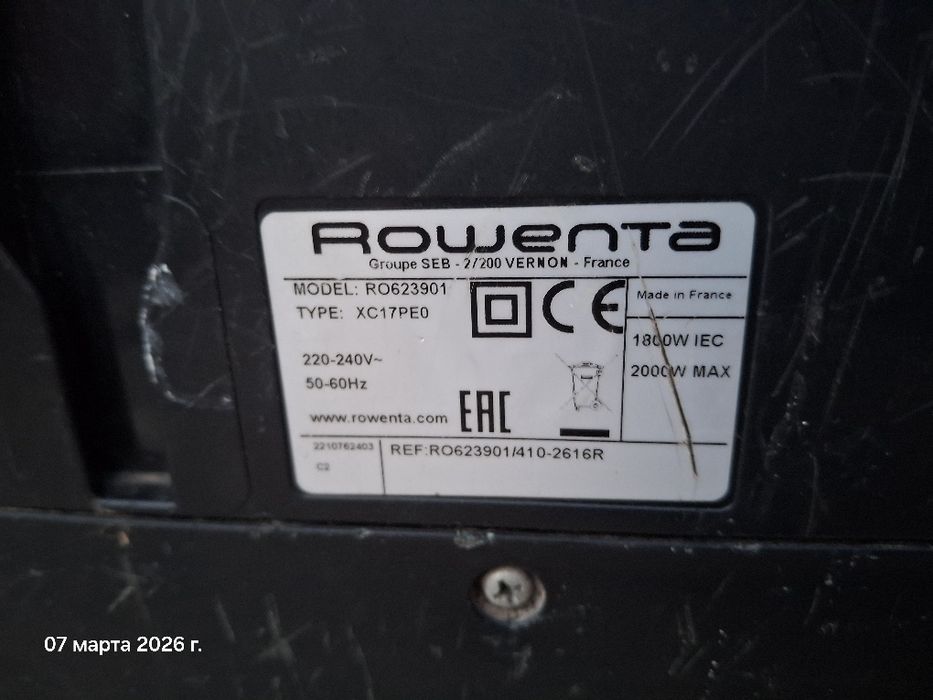 Rowenta
Groupe SEB - 27200 VERNON - France
MODEL: RO623901
TYPE: XC17PE0
CE
Made in France
1800W IEC
2000W MAX
220-240V~
50-60Hz
www.rowenta.com
EAC
2210762403
C2
REF:RO623901/410-2616R
07 марта 2026 г.